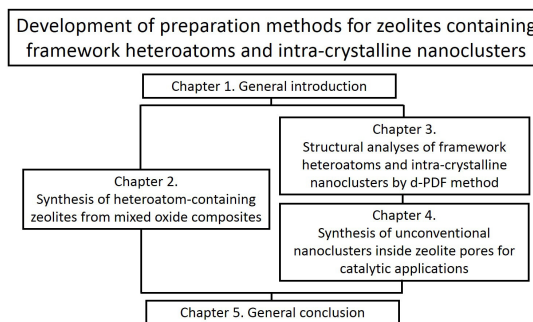 Development of preparation methods for zeolites containing
framework heteroatoms and intra-crystalline nanoclusters
Chapter 1. General introduction
Chapter 2.
Synthesis of heteroatom-containing
zeolites from mixed oxide composites
Chapter 3.
Structural analyses of framework
heteroatoms and intra-crystalline
nanoclusters by d-PDF method
Chapter 4.
Synthesis of unconventional
nanoclusters inside zeolite pores for
catalytic applications
Chapter 5. General conclusion